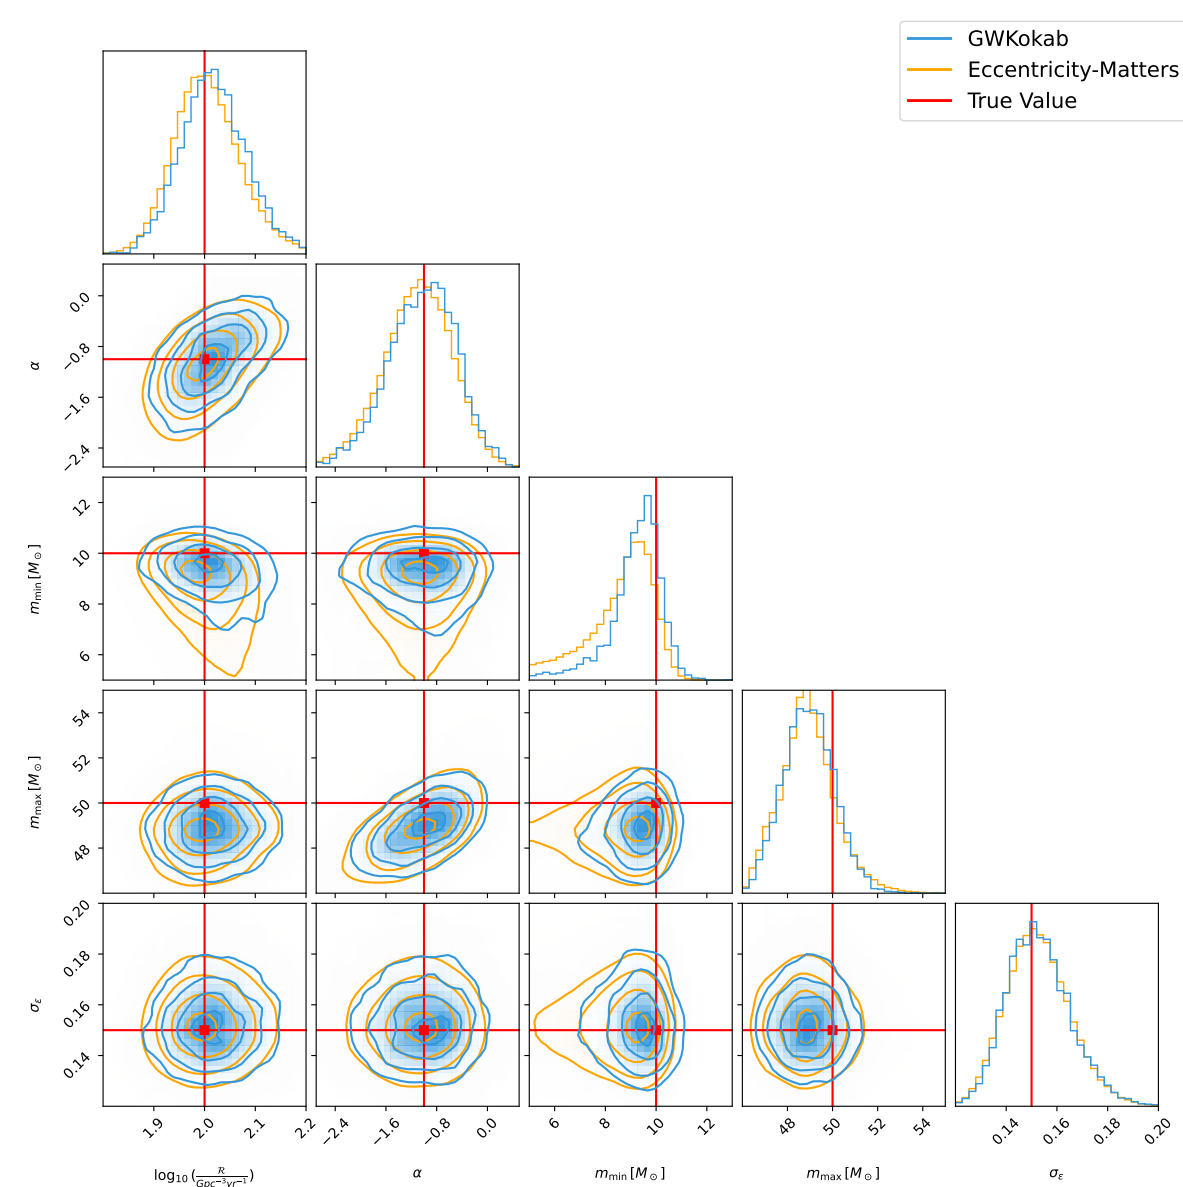 GWKokab
Eccentricity-Matters
True Value
α
0.0
−0.8
−1.6
−2.4
m_min [M_⊙]
12
10
8
6
m_max [M_⊙]
54
52
50
48
σ_ε
0.20
0.18
0.16
0.14
1.9 2.0 2.1 2.2
−2.4 −1.6 −0.8 0.0
6 8 10 12
48 50 52 54
0.14 0.16 0.18 0.20
log₁₀ (ℛ / Gpc⁻³yr⁻¹)
α
m_min [M_⊙]
m_max [M_⊙]
σ_ε